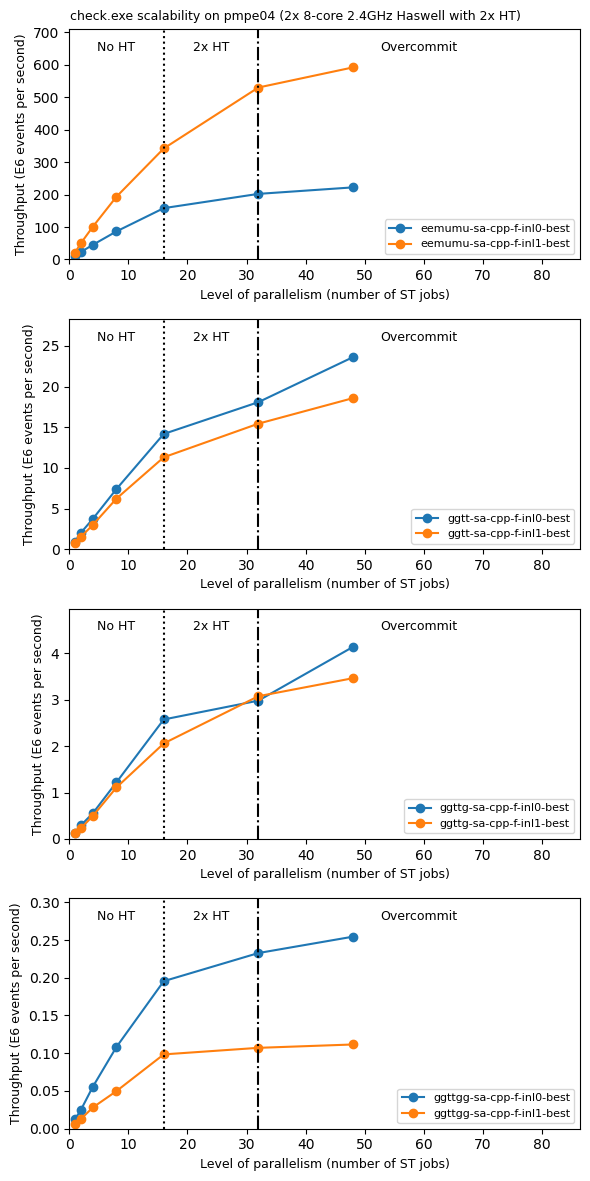 check.exe scalability on pmpe04 (2x 8-core 2.4GHz Haswell with 2x HT)
No HT 2x HT Overcommit
700
600
500
400
300
200
100
0
Throughput (E6 events per second)
eemumu-sa-cpp-f-inl0-best
eemumu-sa-cpp-f-inl1-best
0 10 20 30 40 50 60 70 80
Level of parallelism (number of ST jobs)
No HT 2x HT Overcommit
25
20
15
10
5
0
Throughput (E6 events per second)
ggtt-sa-cpp-f-inl0-best
ggtt-sa-cpp-f-inl1-best
0 10 20 30 40 50 60 70 80
Level of parallelism (number of ST jobs)
No HT 2x HT Overcommit
4
3
2
1
0
Throughput (E6 events per second)
ggttg-sa-cpp-f-inl0-best
ggttg-sa-cpp-f-inl1-best
0 10 20 30 40 50 60 70 80
Level of parallelism (number of ST jobs)
No HT 2x HT Overcommit
0.30
0.25
0.20
0.15
0.10
0.05
0.00
Throughput (E6 events per second)
ggttgg-sa-cpp-f-inl0-best
ggttgg-sa-cpp-f-inl1-best
0 10 20 30 40 50 60 70 80
Level of parallelism (number of ST jobs)